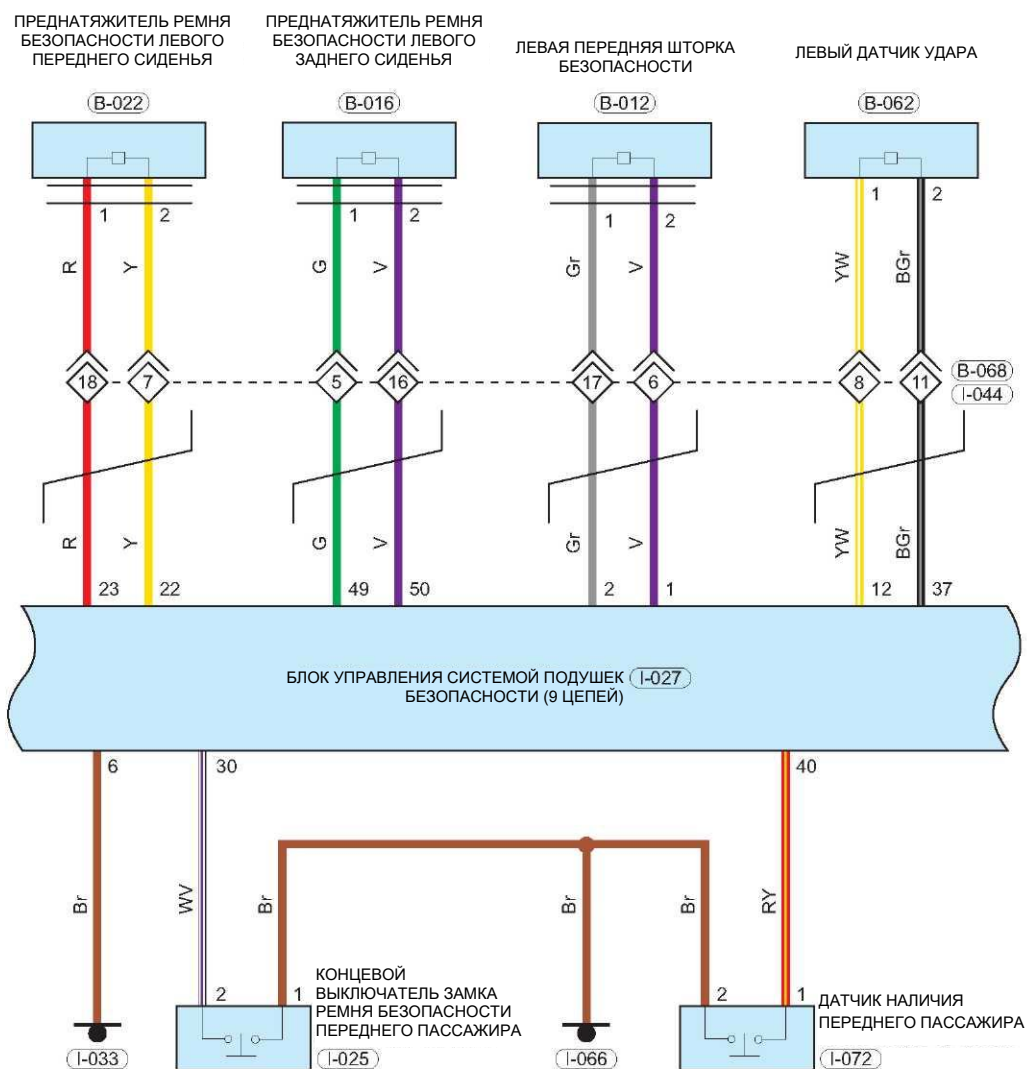 ПРЕДНАТЯЖИТЕЛЬ РЕМНЯ
БЕЗОПАСНОСТИ ЛЕВОГО
ПЕРЕДНЕГО СИДЕНЬЯ
ПРЕДНАТЯЖИТЕЛЬ РЕМНЯ
БЕЗОПАСНОСТИ ЛЕВОГО
ЗАДНЕГО СИДЕНЬЯ
ЛЕВАЯ ПЕРЕДНЯЯ ШТОРКА
БЕЗОПАСНОСТИ
ЛЕВЫЙ ДАТЧИК УДАРА
B-022 B-016 B-012 B-062
1 2 1 2 1 2 1 2
R Y G V Gr V YW BGr
18 7 5 16 17 6 8 11
B-068
I-044
R Y G V Gr V YW BGr
23 22 49 50 2 1 12 37
БЛОК УПРАВЛЕНИЯ СИСТЕМОЙ ПОДУШЕК I-027
БЕЗОПАСНОСТИ (9 ЦЕПЕЙ)
6 30 40
Br WV Br Br Br RY
2 1
КОНЦЕВОЙ
ВЫКЛЮЧАТЕЛЬ ЗАМКА
РЕМНЯ БЕЗОПАСНОСТИ
ПЕРЕДНЕГО ПАССАЖИРА
2 1
ДАТЧИК НАЛИЧИЯ
ПЕРЕДНЕГО ПАССАЖИРА
I-033 I-025 I-066 I-072